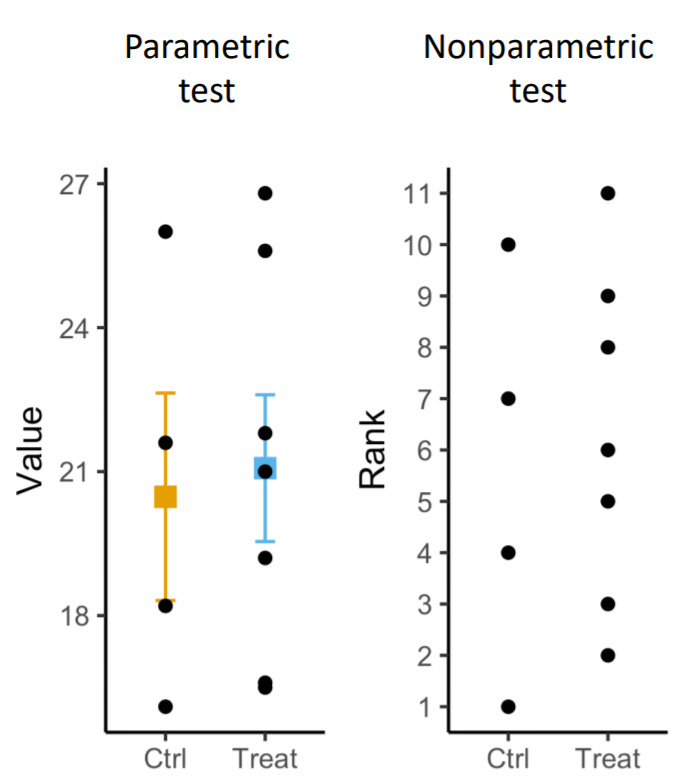 Parametric
test
Nonparametric
test
Value
27
24
21
18
Ctrl
Treat
Rank
11
10
9
8
7
6
5
4
3
2
1
Ctrl
Treat